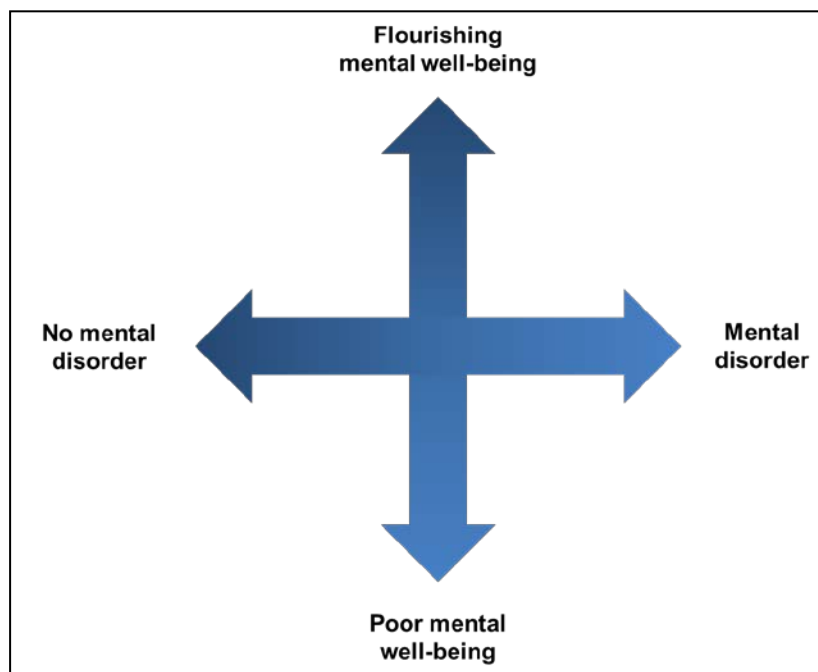 Flourishing
mental well-being
No mental
disorder
Mental
disorder
Poor mental
well-being